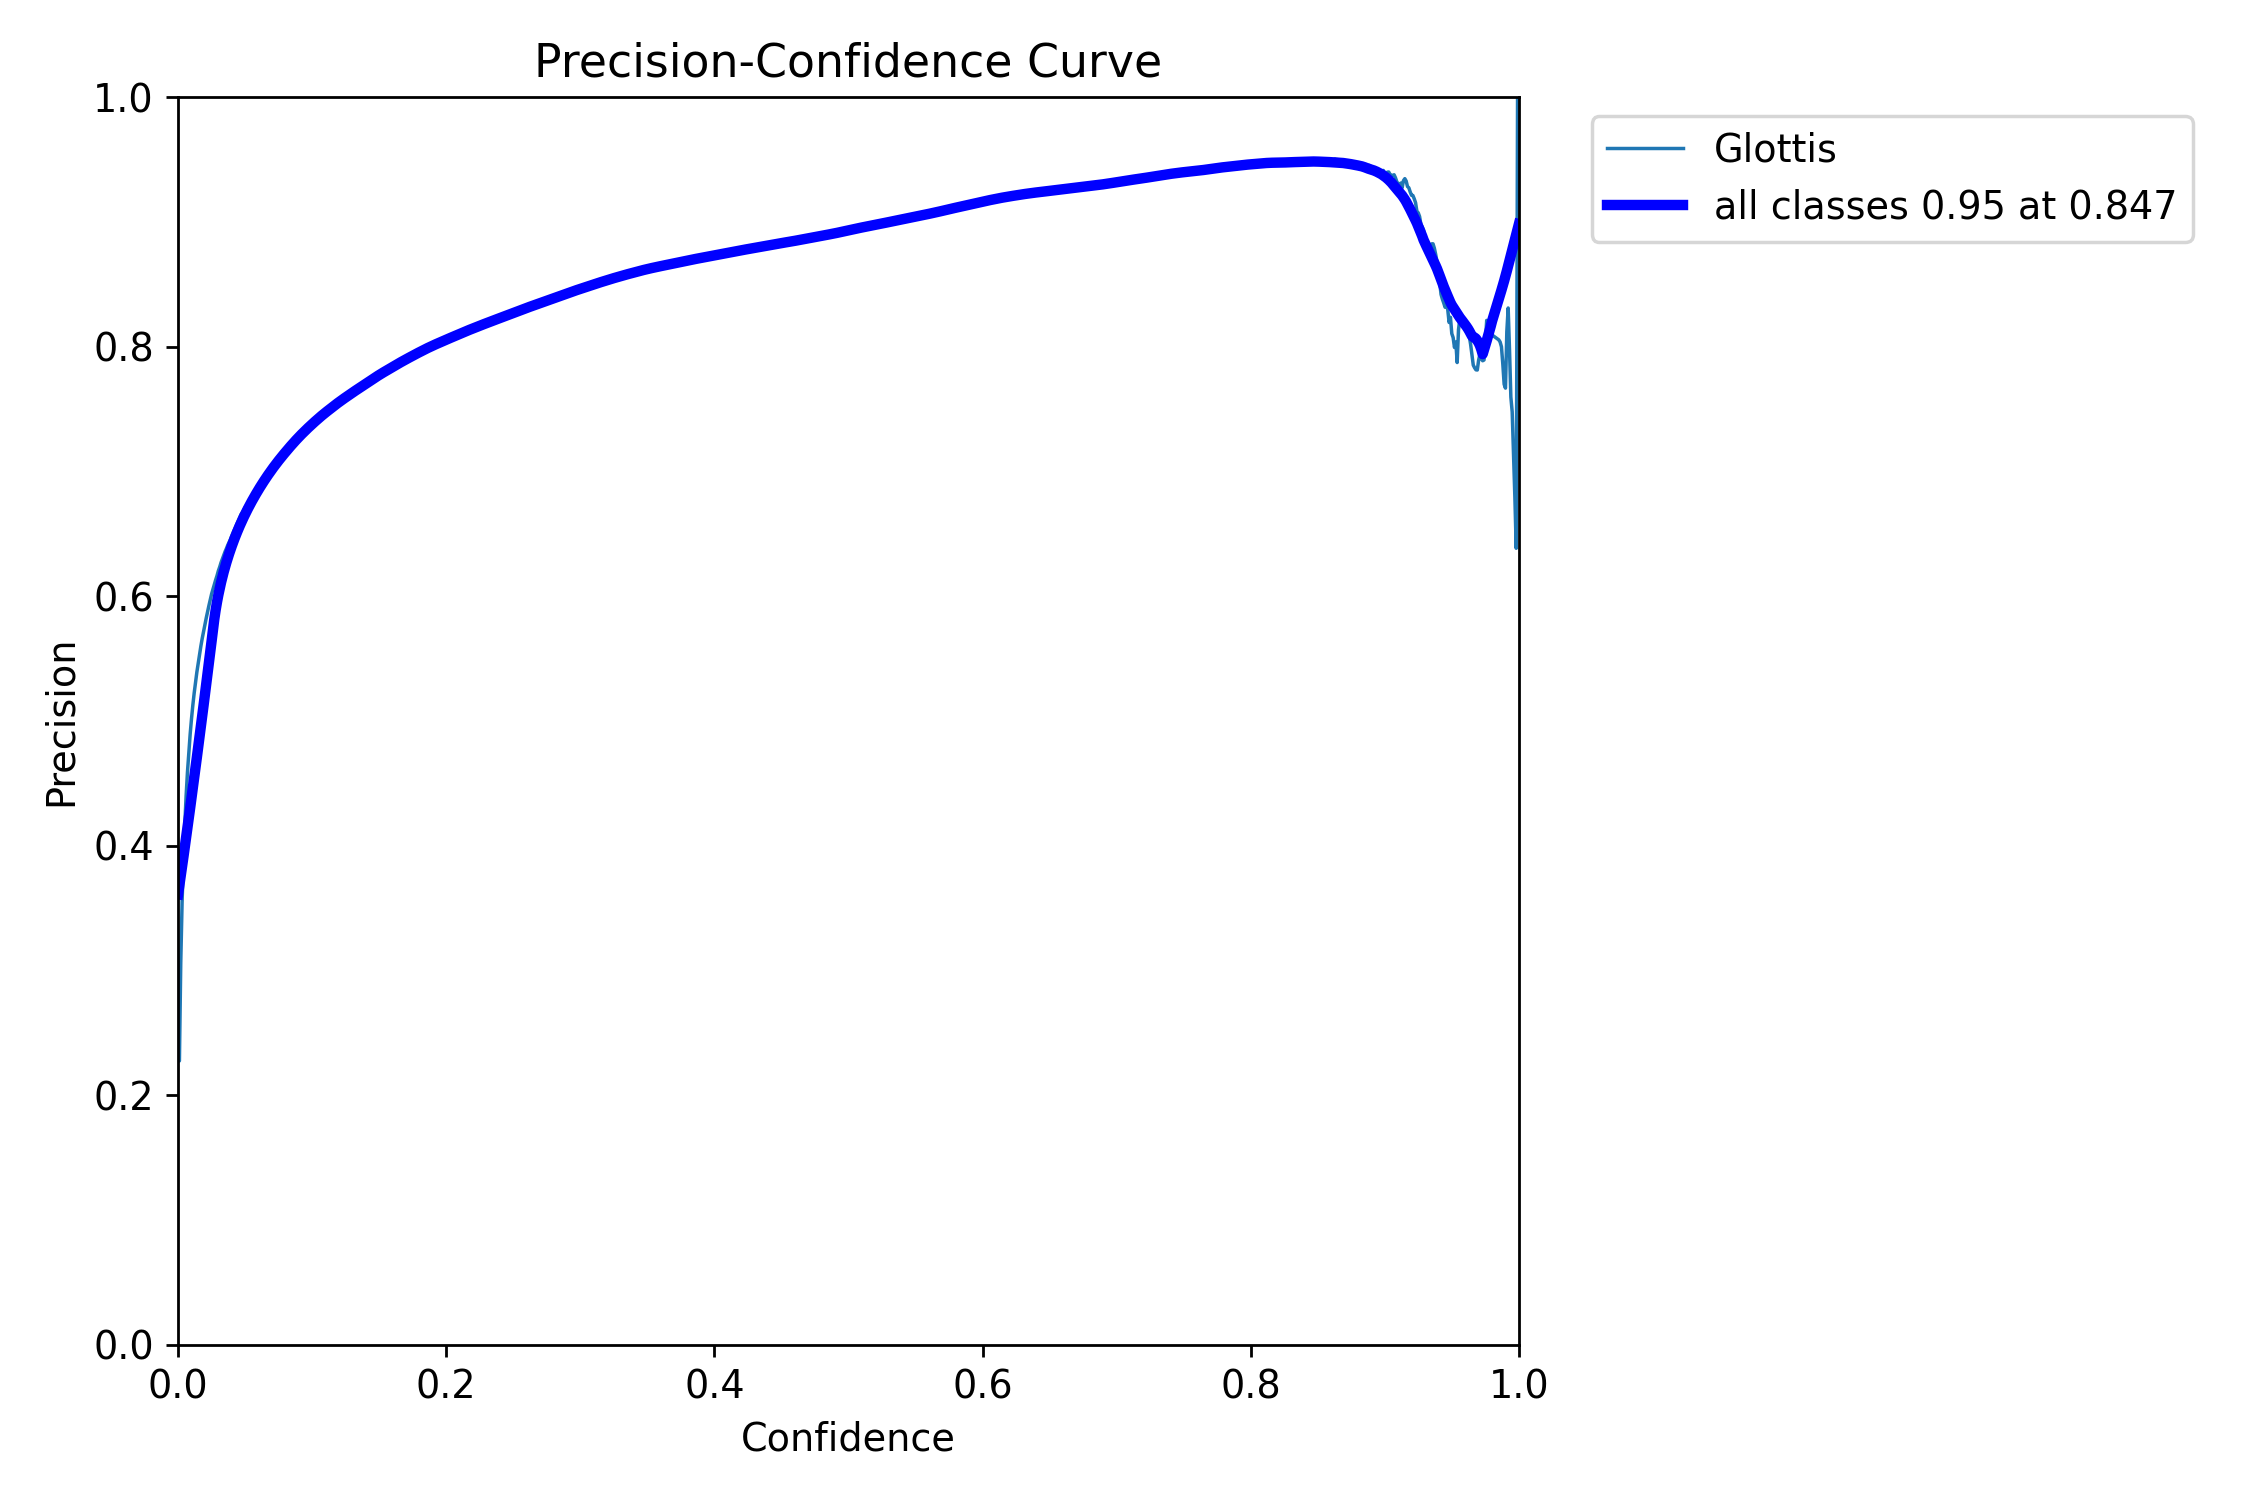 Precision-Confidence Curve
Glottis
all classes 0.95 at 0.847
1.0
0.8
0.6
0.4
0.2
0.0
Precision
0.0 0.2 0.4 0.6 0.8 1.0
Confidence